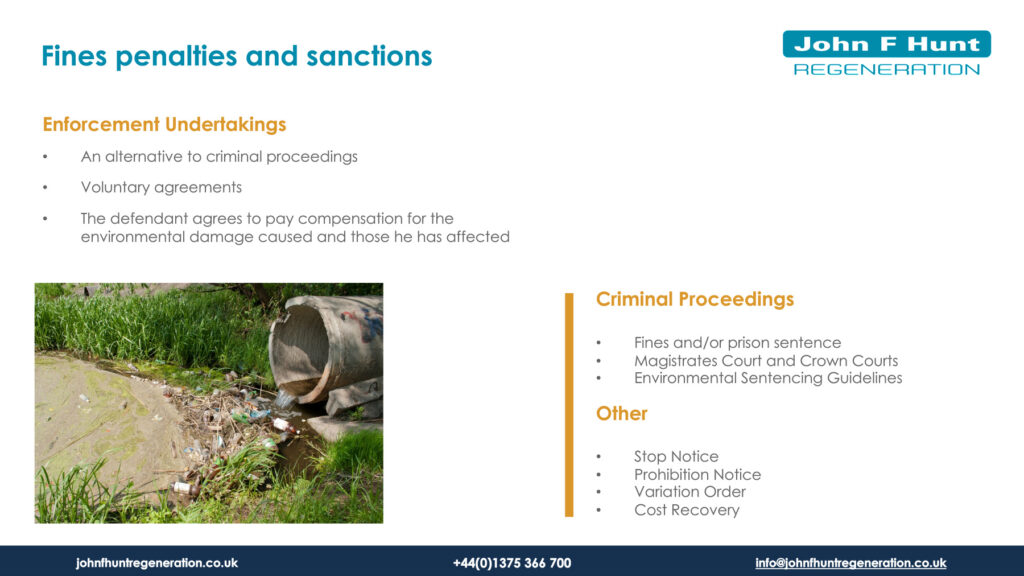 Fines penalties and sanctions
John F Hunt
REGENERATION
Enforcement Undertakings
• An alternative to criminal proceedings
• Voluntary agreements
• The defendant agrees to pay compensation for the
environmental damage caused and those he has affected
Criminal Proceedings
• Fines and/or prison sentence
• Magistrates Court and Crown Courts
• Environmental Sentencing Guidelines
Other
• Stop Notice
• Prohibition Notice
• Variation Order
• Cost Recovery
johnfhuntregeneration.co.uk
+44(0)1375 366 700
info@johnfhuntregeneration.co.uk